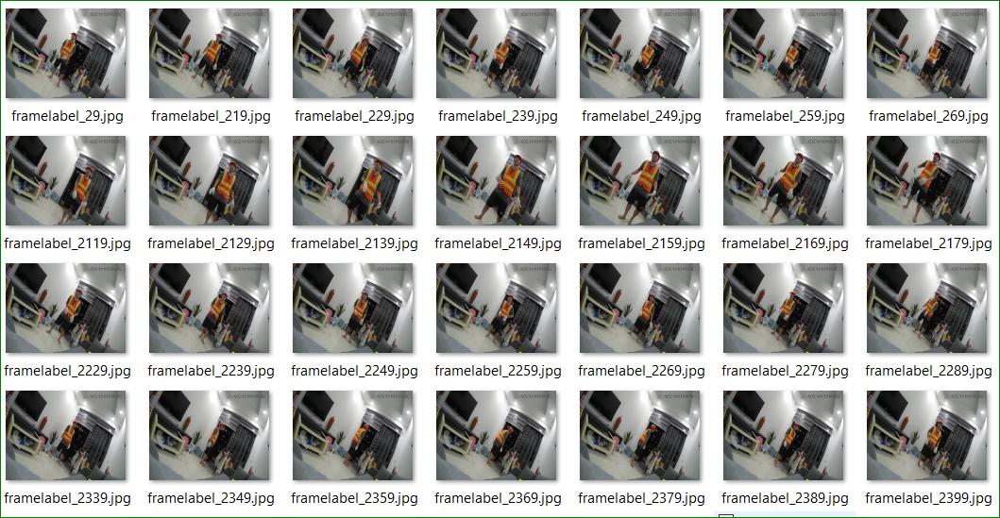 framelabel_29.jpg framelabel_219.jpg framelabel_229.jpg framelabel_239.jpg framelabel_249.jpg framelabel_259.jpg framelabel_269.jpg
framelabel_2119.jpg framelabel_2129.jpg framelabel_2139.jpg framelabel_2149.jpg framelabel_2159.jpg framelabel_2169.jpg framelabel_2179.jpg
framelabel_2229.jpg framelabel_2239.jpg framelabel_2249.jpg framelabel_2259.jpg framelabel_2269.jpg framelabel_2279.jpg framelabel_2289.jpg
framelabel_2339.jpg framelabel_2349.jpg framelabel_2359.jpg framelabel_2369.jpg framelabel_2379.jpg framelabel_2389.jpg framelabel_2399.jpg